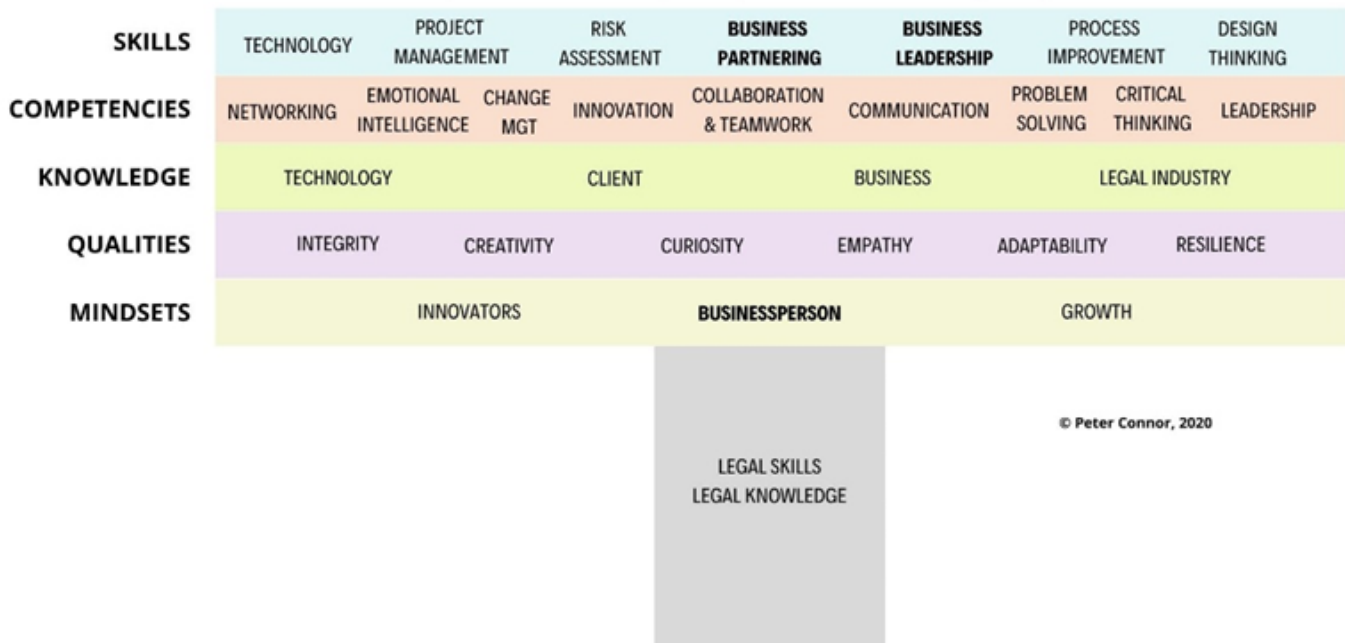 SKILLS
TECHNOLOGY
PROJECT
MANAGEMENT
RISK
ASSESSMENT
BUSINESS
PARTNERING
BUSINESS
LEADERSHIP
PROCESS
IMPROVEMENT
DESIGN
THINKING
COMPETENCIES
NETWORKING
EMOTIONAL
INTELLIGENCE
CHANGE
MGT
INNOVATION
COLLABORATION
& TEAMWORK
COMMUNICATION
PROBLEM
SOLVING
CRITICAL
THINKING
LEADERSHIP
KNOWLEDGE
TECHNOLOGY
CLIENT
BUSINESS
LEGAL INDUSTRY
QUALITIES
INTEGRITY
CREATIVITY
CURIOSITY
EMPATHY
ADAPTABILITY
RESILIENCE
MINDSETS
INNOVATORS
BUSINESSPERSON
GROWTH
© Peter Connor, 2020
LEGAL SKILLS
LEGAL KNOWLEDGE